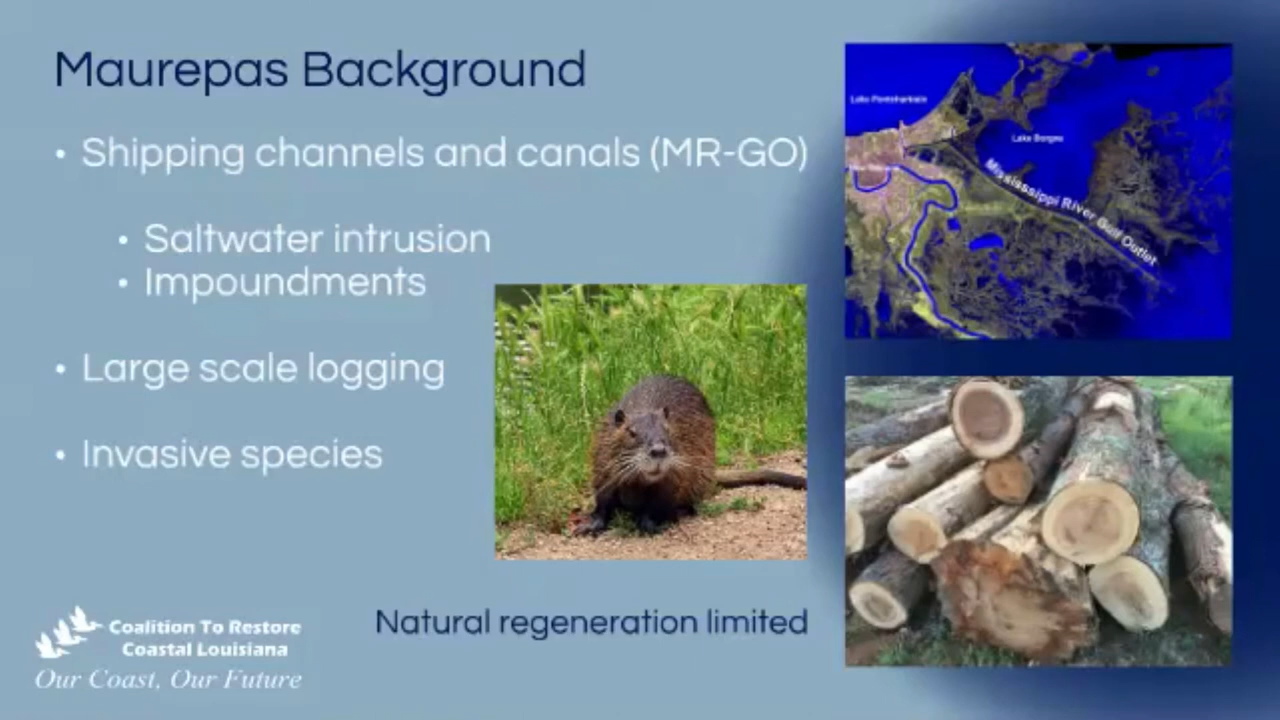 Maurepas Background
• Shipping channels and canals (MR-GO)
• Saltwater intrusion
• Impoundments
• Large scale logging
• Invasive species
Natural regeneration limited
Coalition To Restore
Coastal Louisiana
Our Coast, Our Future
Lake Pontchartrain
Lake Borgne
Mississippi River Gulf Outlet